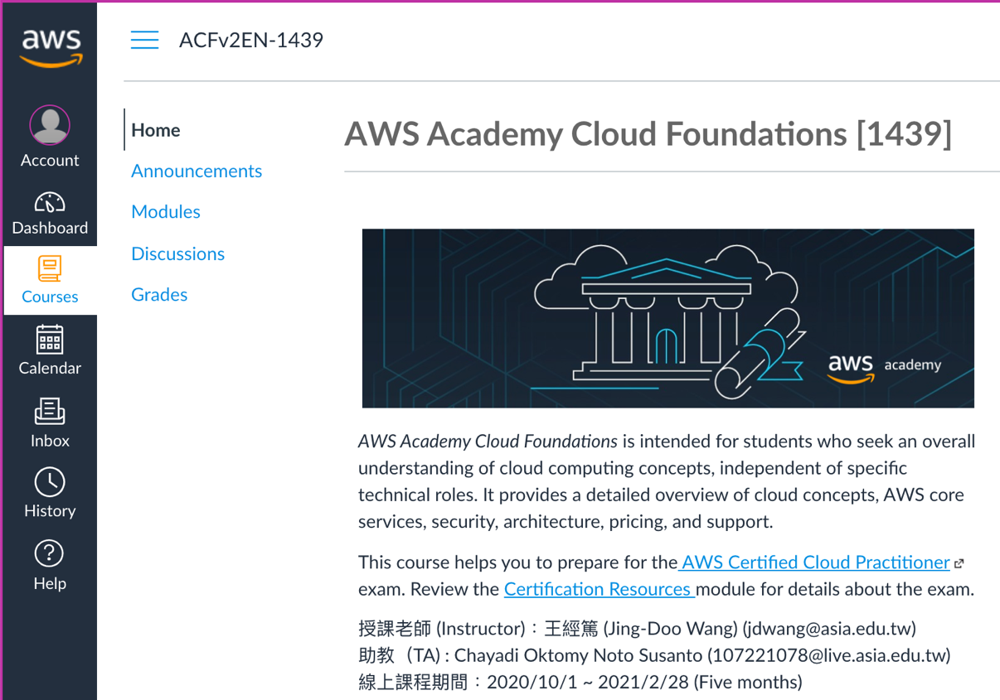 aws
Account
Dashboard
Courses
Calendar
Inbox
History
Help
ACFv2EN-1439
Home
Announcements
Modules
Discussions
Grades
AWS Academy Cloud Foundations [1439]
aws academy
AWS Academy Cloud Foundations is intended for students who seek an overall
understanding of cloud computing concepts, independent of specific
technical roles. It provides a detailed overview of cloud concepts, AWS core
services, security, architecture, pricing, and support.
This course helps you to prepare for the AWS Certified Cloud Practitioner
exam. Review the Certification Resources module for details about the exam.
授課老師 (Instructor)：王經篤 (Jing-Doo Wang) (jdwang@asia.edu.tw)
助教（TA) : Chayadi Oktomy Noto Susanto (107221078@live.asia.edu.tw)
線上課程期間：2020/10/1 ~ 2021/2/28 (Five months)